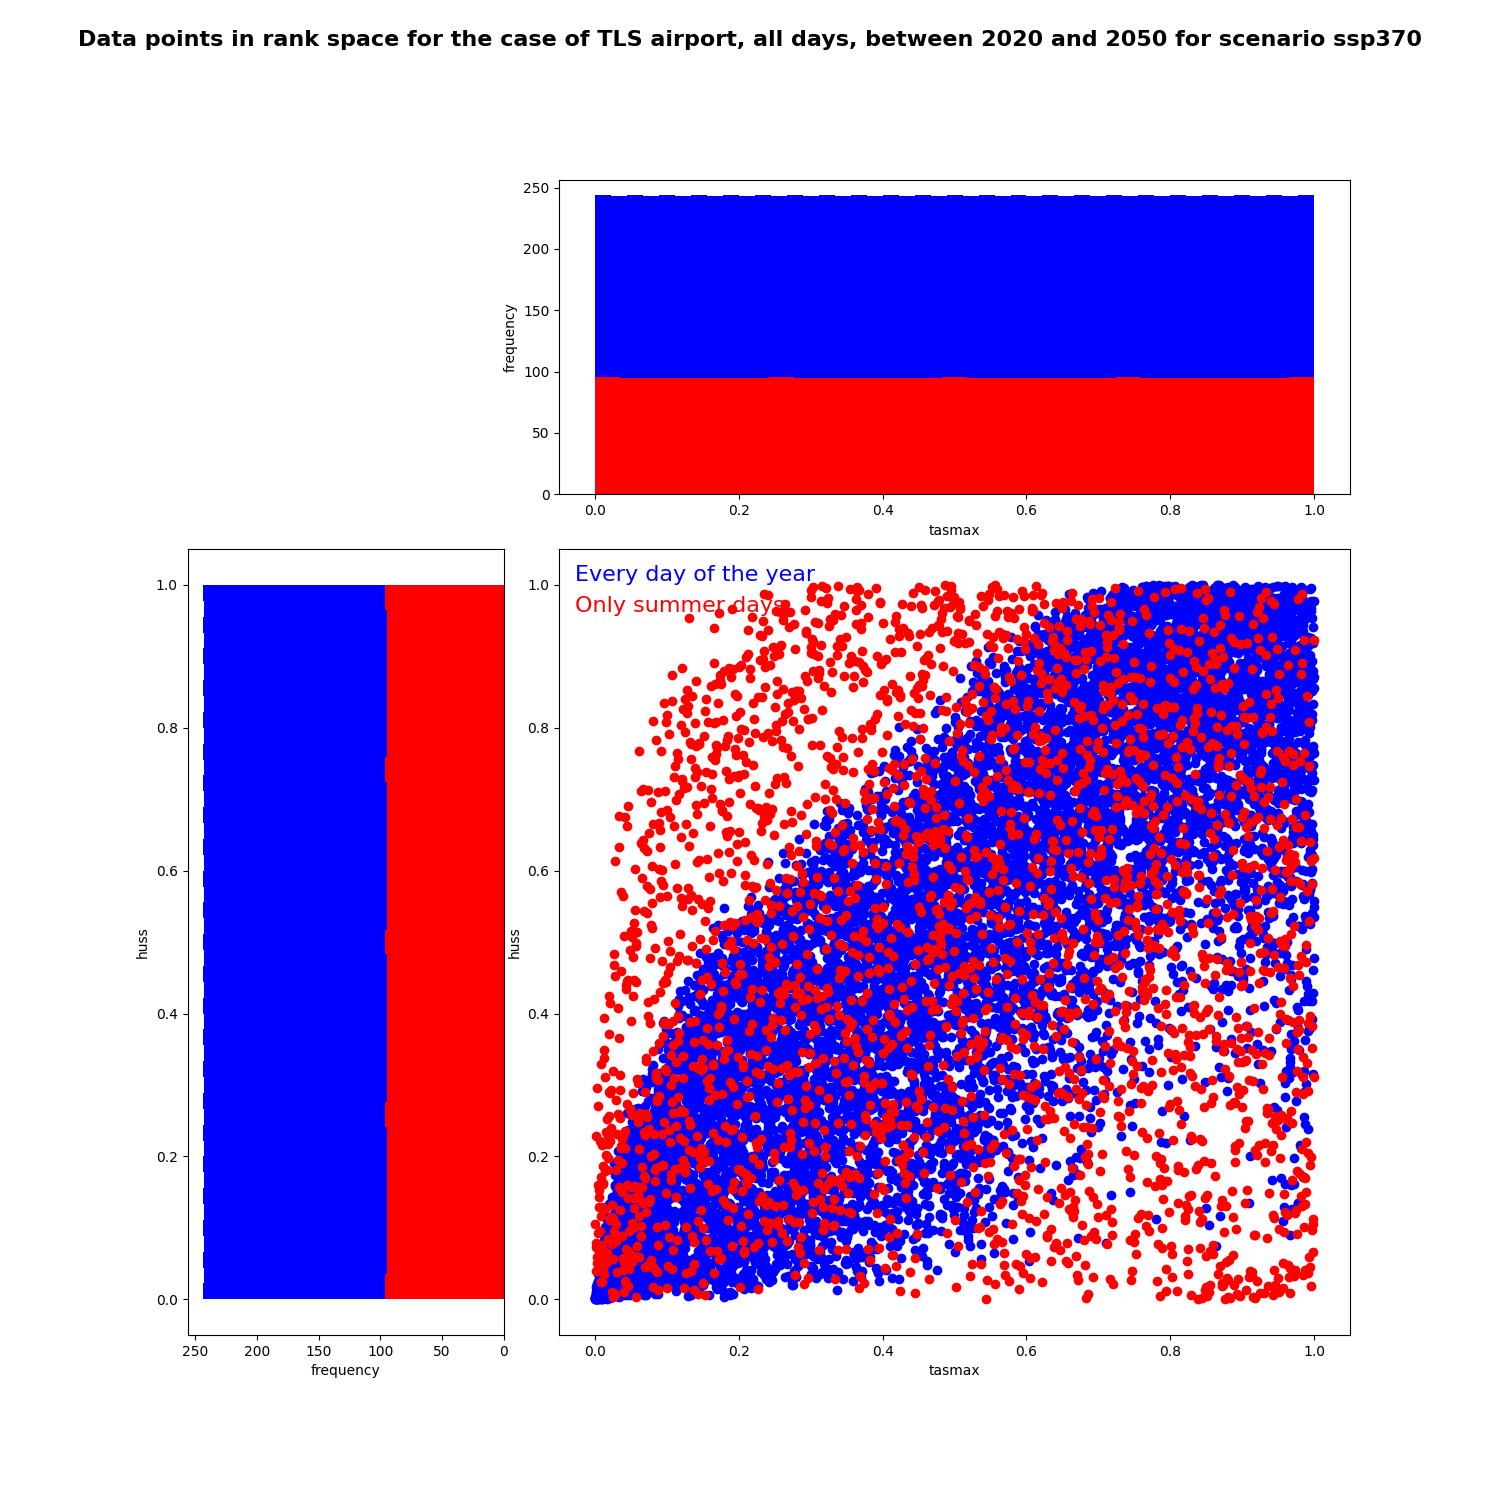 Data points in rank space for the case of TLS airport, all days, between 2020 and 2050 for scenario ssp370
250
200
150
100
50
0
frequency
0.0 0.2 0.4 0.6 0.8 1.0
tasmax
1.0
0.8
0.6
0.4
0.2
0.0
huss
250 200 150 100 50 0
frequency
Every day of the year
Only summer days
1.0
0.8
0.6
0.4
0.2
0.0
huss
0.0 0.2 0.4 0.6 0.8 1.0
tasmax